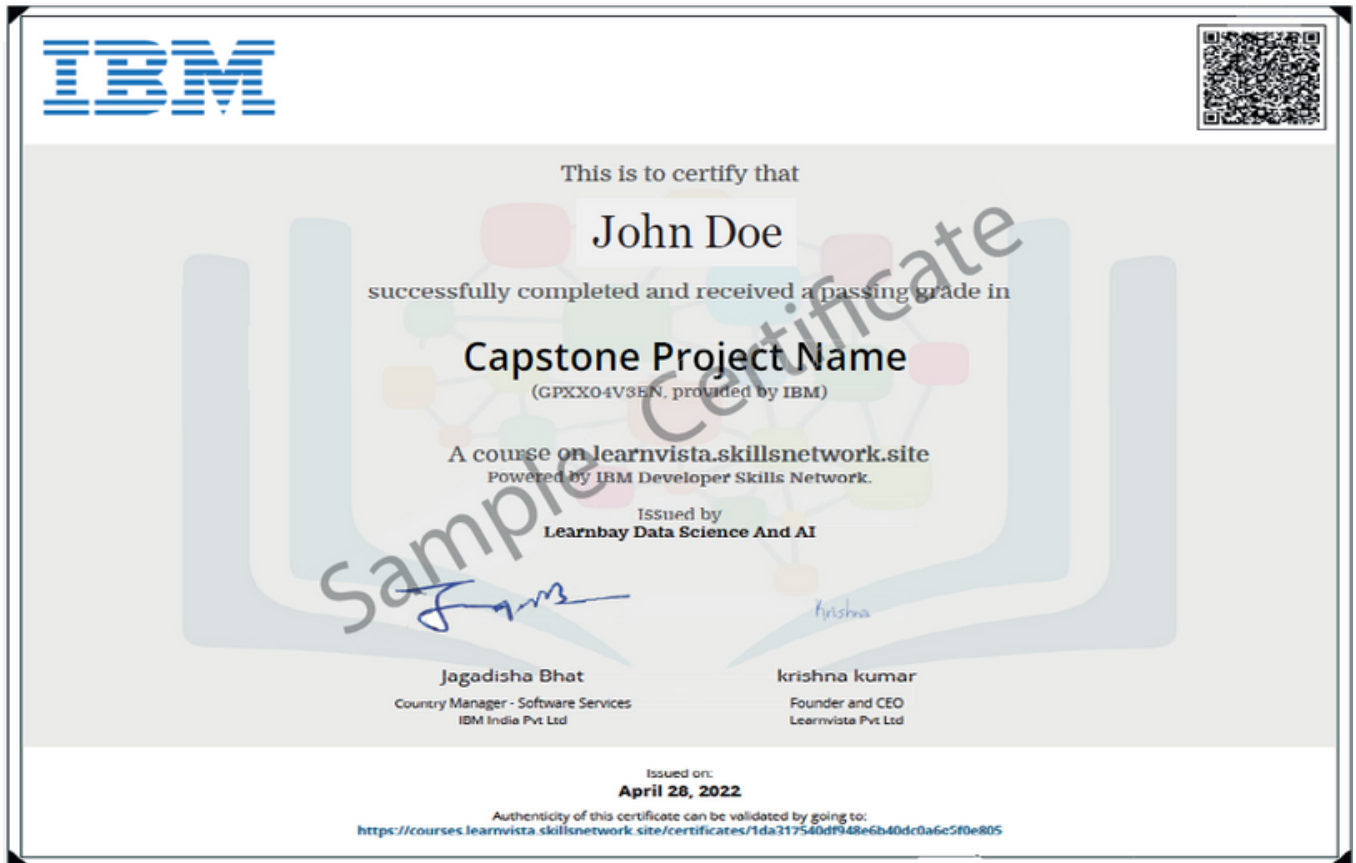 IBM
This is to certify that
John Doe
successfully completed and received a passing grade in
Capstone Project Name
(GPXX04V3EN, provided by IBM)
A course on learnvista.skillsnetwork.site
Powered by IBM Developer Skills Network.
Issued by
Learnbay Data Science And AI
Sample Certificate
Krishna
Jagadisha Bhat
krishna kumar
Country Manager - Software Services
Founder and CEO
IBM India Pvt Ltd
Learnvista Pvt Ltd
Issued on:
April 28, 2022
Authenticity of this certificate can be validated by going to:
https://courses.learnvista.skillsnetwork.site/certificates/1da317540df948e6b40dc0a6e5f0e805